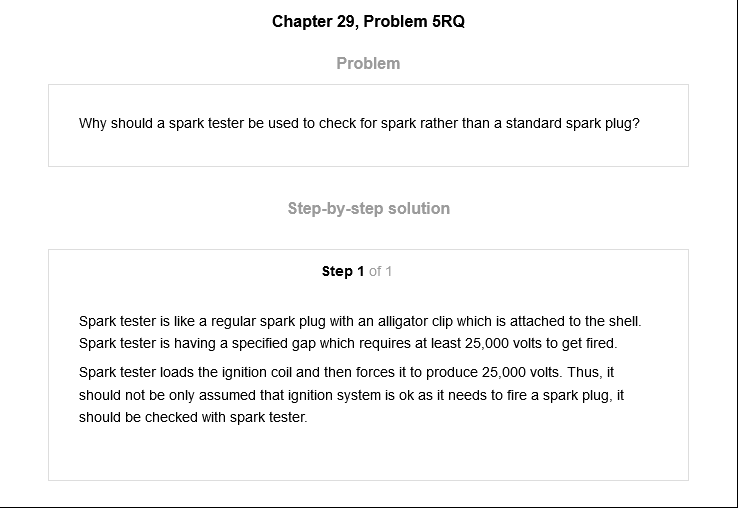 Chapter 29, Problem 5RQ
Problem
Why should a spark tester be used to check for spark rather than a standard spark plug?
Step-by-step solution
Step 1 of 1
Spark tester is like a regular spark plug with an alligator clip which is attached to the shell.
Spark tester is having a specified gap which requires at least 25,000 volts to get fired.
Spark tester loads the ignition coil and then forces it to produce 25,000 volts. Thus, it
should not be only assumed that ignition system is ok as it needs to fire a spark plug, it
should be checked with spark tester.